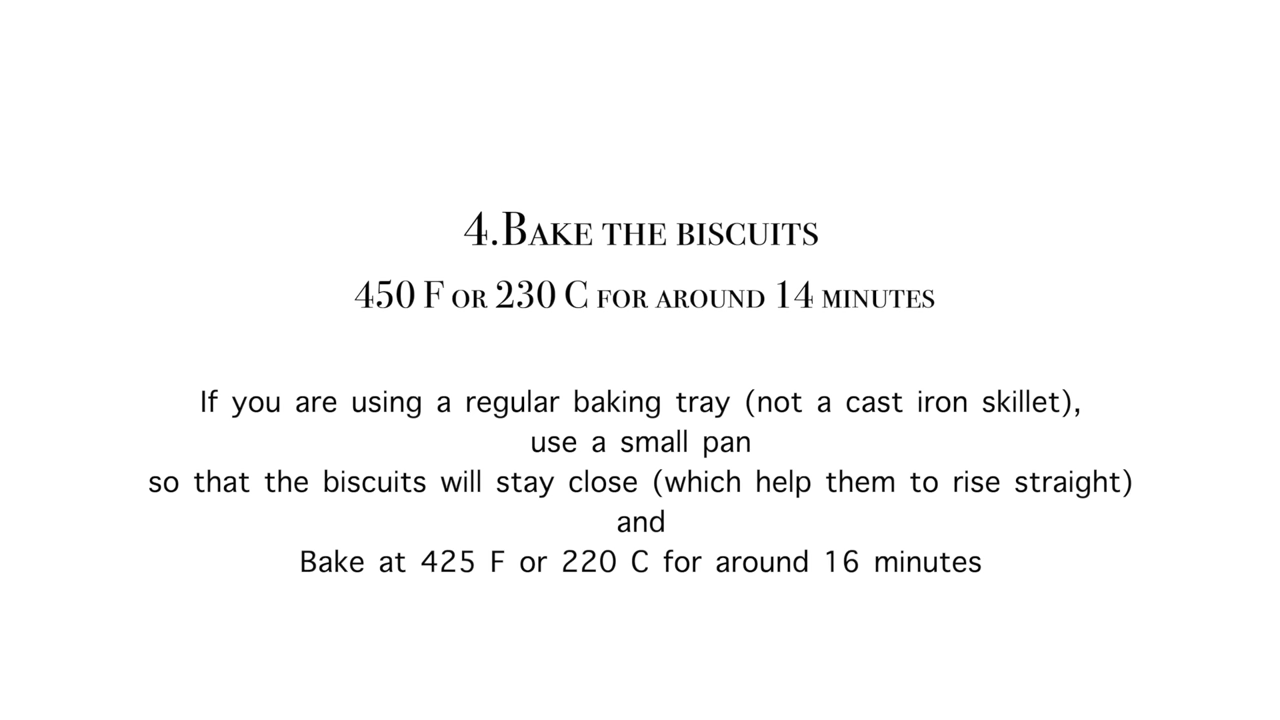 4.Bake the biscuits
450 F or 230 C for around 14 minutes
If you are using a regular baking tray (not a cast iron skillet),
use a small pan
so that the biscuits will stay close (which help them to rise straight)
and
Bake at 425 F or 220 C for around 16 minutes